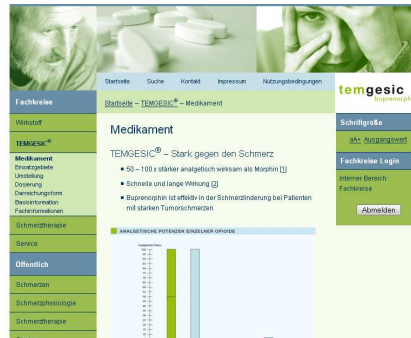 Startseite Suche Kontakt Impressum Nutzungsbedingungen
temgesic
buprenorph
Fachkreise
Wirkstoff
TEMGESIC®
Medikament
Einsatzgebiete
Umstellung
Dosierung
Darreichungsform
Basisinformation
Fachinformationen
Schmerztherapie
Service
Öffentlich
Schmerzen
Schmerzphysiologie
Schmerztherapie
Startseite – TEMGESIC® – Medikament
Medikament
TEMGESIC® – Stark gegen den Schmerz
50 – 100 x stärker analgetisch wirksam als Morphin [1]
Schnelle und lange Wirkung [2]
Buprenorphin ist effektiv in der Schmerzlinderung bei Patienten
mit starken Tumorschmerzen
ANALGETISCHE POTENZEN EINZELNER OPIOIDE
Schriftgroße
aA+ Ausgangswert
Fachkreise Login
Interner Bereich:
Fachkreise
Abmelden